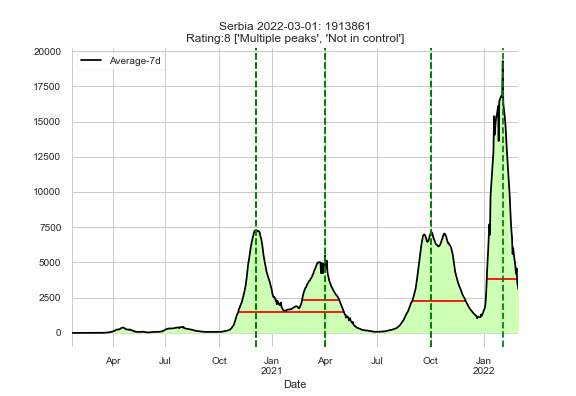 Serbia 2022-03-01: 1913861
Rating:8 ['Multiple peaks', 'Not in control']
Average-7d
20000
17500
15000
12500
10000
7500
5000
2500
0
Apr Jul Oct Jan Apr Jul Oct Jan
2021 2022
Date